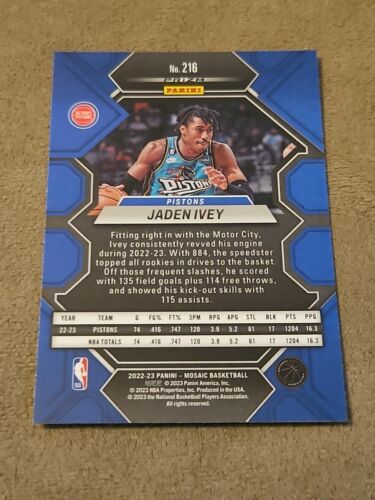 No. 216
PRIZM
PANINI
DETROIT
PISTONS
PISTONS
PISTONS
JADEN IVEY
Fitting right in with the Motor City,
Ivey consistently revved his engine
during 2022-23. With 884, the speedster
topped all rookies in drives to the basket.
Off those frequent slashes, he scored
with 135 field goals plus 114 free throws,
and showed his kick-out skills with
115 assists.
YEAR TEAM G FG% FT% 3PM RPG APG STL BLK PTS PPG
22-23 PISTONS 74 .416 .747 120 3.9 5.2 61 17 1204 16.3
NBA TOTALS 74 .416 .747 120 3.9 5.2 61 17 1204 16.3
2022-23 PANINI – MOSAIC BASKETBALL
© 2023 Panini America, Inc.
© 2023 NBA Properties, Inc. Produced in the USA.
© 2023 the National Basketball Players Association.
All rights reserved.
NBA